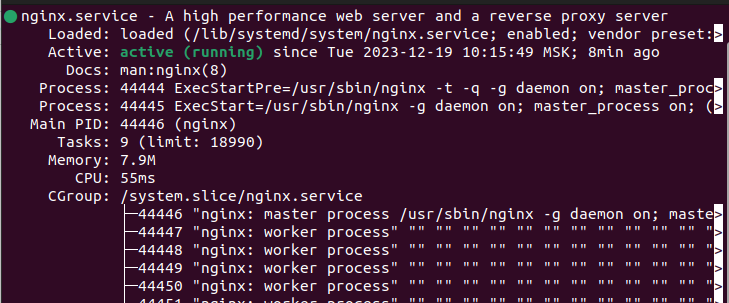 ● nginx.service - A high performance web server and a reverse proxy server
Loaded: loaded (/lib/systemd/system/nginx.service; enabled; vendor preset:>
Active: active (running) since Tue 2023-12-19 10:15:49 MSK; 8min ago
Docs: man:nginx(8)
Process: 44444 ExecStartPre=/usr/sbin/nginx -t -q -g daemon on; master_proc>
Process: 44445 ExecStart=/usr/sbin/nginx -g daemon on; master_process on; (>
Main PID: 44446 (nginx)
Tasks: 9 (limit: 18990)
Memory: 7.9M
CPU: 55ms
CGroup: /system.slice/nginx.service
├─44446 "nginx: master process /usr/sbin/nginx -g daemon on; maste>
├─44447 "nginx: worker process" "" "" "" "" "" "" "" "" "" "" "" ">
├─44448 "nginx: worker process" "" "" "" "" "" "" "" "" "" "" "" ">
├─44449 "nginx: worker process" "" "" "" "" "" "" "" "" "" "" "" ">
├─44450 "nginx: worker process" "" "" "" "" "" "" "" "" "" "" "" ">
├─44451 "nginx: worker process" "" "" "" "" "" "" "" "" "" "" "" ">